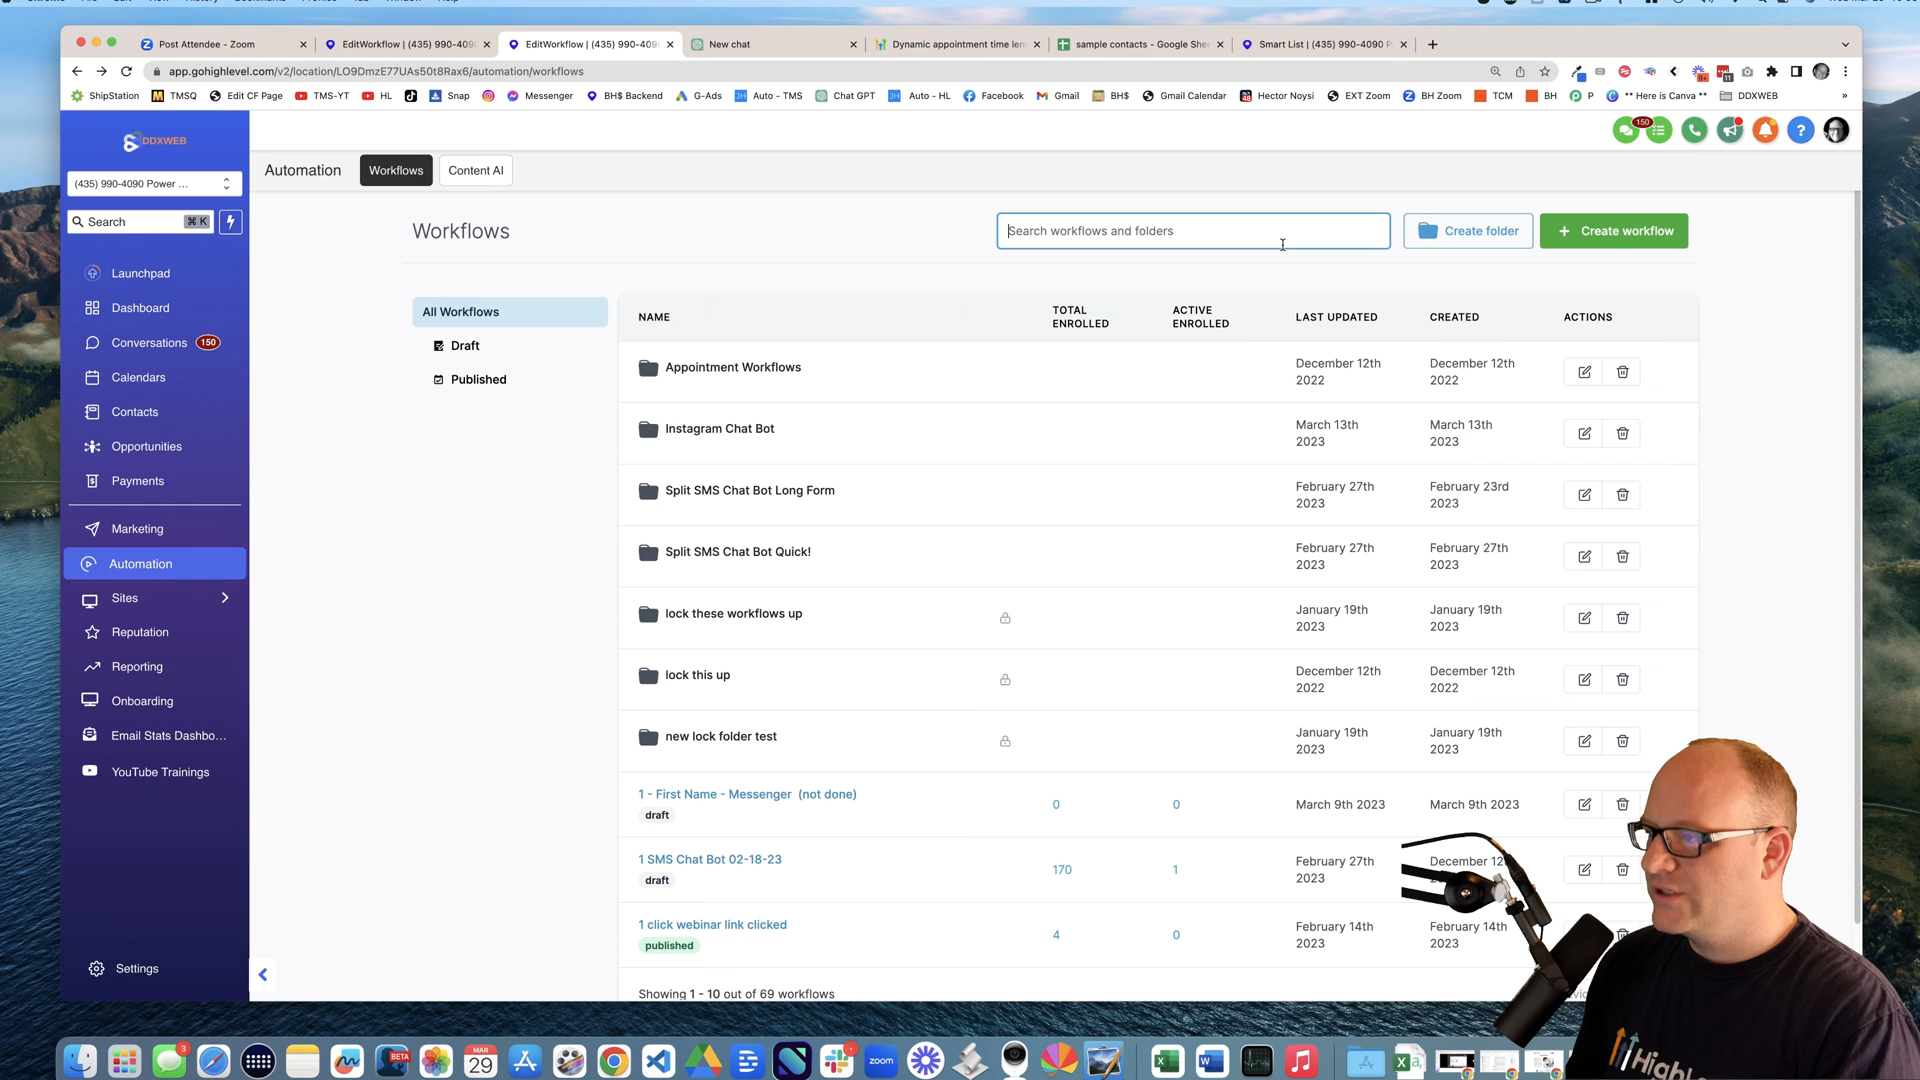 Post Attendee - Zoom
EditWorkflow | (435) 990-409
EditWorkflow | (435) 990-409
New chat
Dynamic appointment time len
sample contacts - Google She
Smart List | (435) 990-4090 P
app.gohighlevel.com/v2/location/LO9DmzE77UAs50t8Rax6/automation/workflows
ShipStation
TMSQ
Edit CF Page
TMS-YT
HL
Snap
Messenger
BH$ Backend
G-Ads
Auto - TMS
Chat GPT
Auto - HL
Facebook
Gmail
BH$
Gmail Calendar
Hector Noysi
EXT Zoom
BH Zoom
TCM
BH
P
** Here is Canva **
DDXWEB
»
DDXWEB
150
Automation
Workflows
Content AI
(435) 990-4090 Power ...
Search
⌘ K
Launchpad
Dashboard
Conversations 150
Calendars
Contacts
Opportunities
Payments
Marketing
Automation
Sites
Reputation
Reporting
Onboarding
Email Stats Dashbo...
YouTube Trainings
Settings
Workflows
Search workflows and folders
Create folder
+ Create workflow
All Workflows
Draft
Published
NAME
TOTAL ENROLLED
ACTIVE ENROLLED
LAST UPDATED
CREATED
ACTIONS
Appointment Workflows
December 12th 2022
December 12th 2022
Instagram Chat Bot
March 13th 2023
March 13th 2023
Split SMS Chat Bot Long Form
February 27th 2023
February 23rd 2023
Split SMS Chat Bot Quick!
February 27th 2023
February 27th 2023
lock these workflows up
January 19th 2023
January 19th 2023
lock this up
December 12th 2022
December 12th 2022
new lock folder test
January 19th 2023
January 19th 2023
1 - First Name - Messenger (not done)
draft
0
0
March 9th 2023
March 9th 2023
1 SMS Chat Bot 02-18-23
draft
170
1
February 27th 2023
December 12
1 click webinar link clicked
published
4
0
February 14th 2023
February 14th 2023
Showing 1 - 10 out of 69 workflows
3
BETA
MAR
29
zoom
HighL